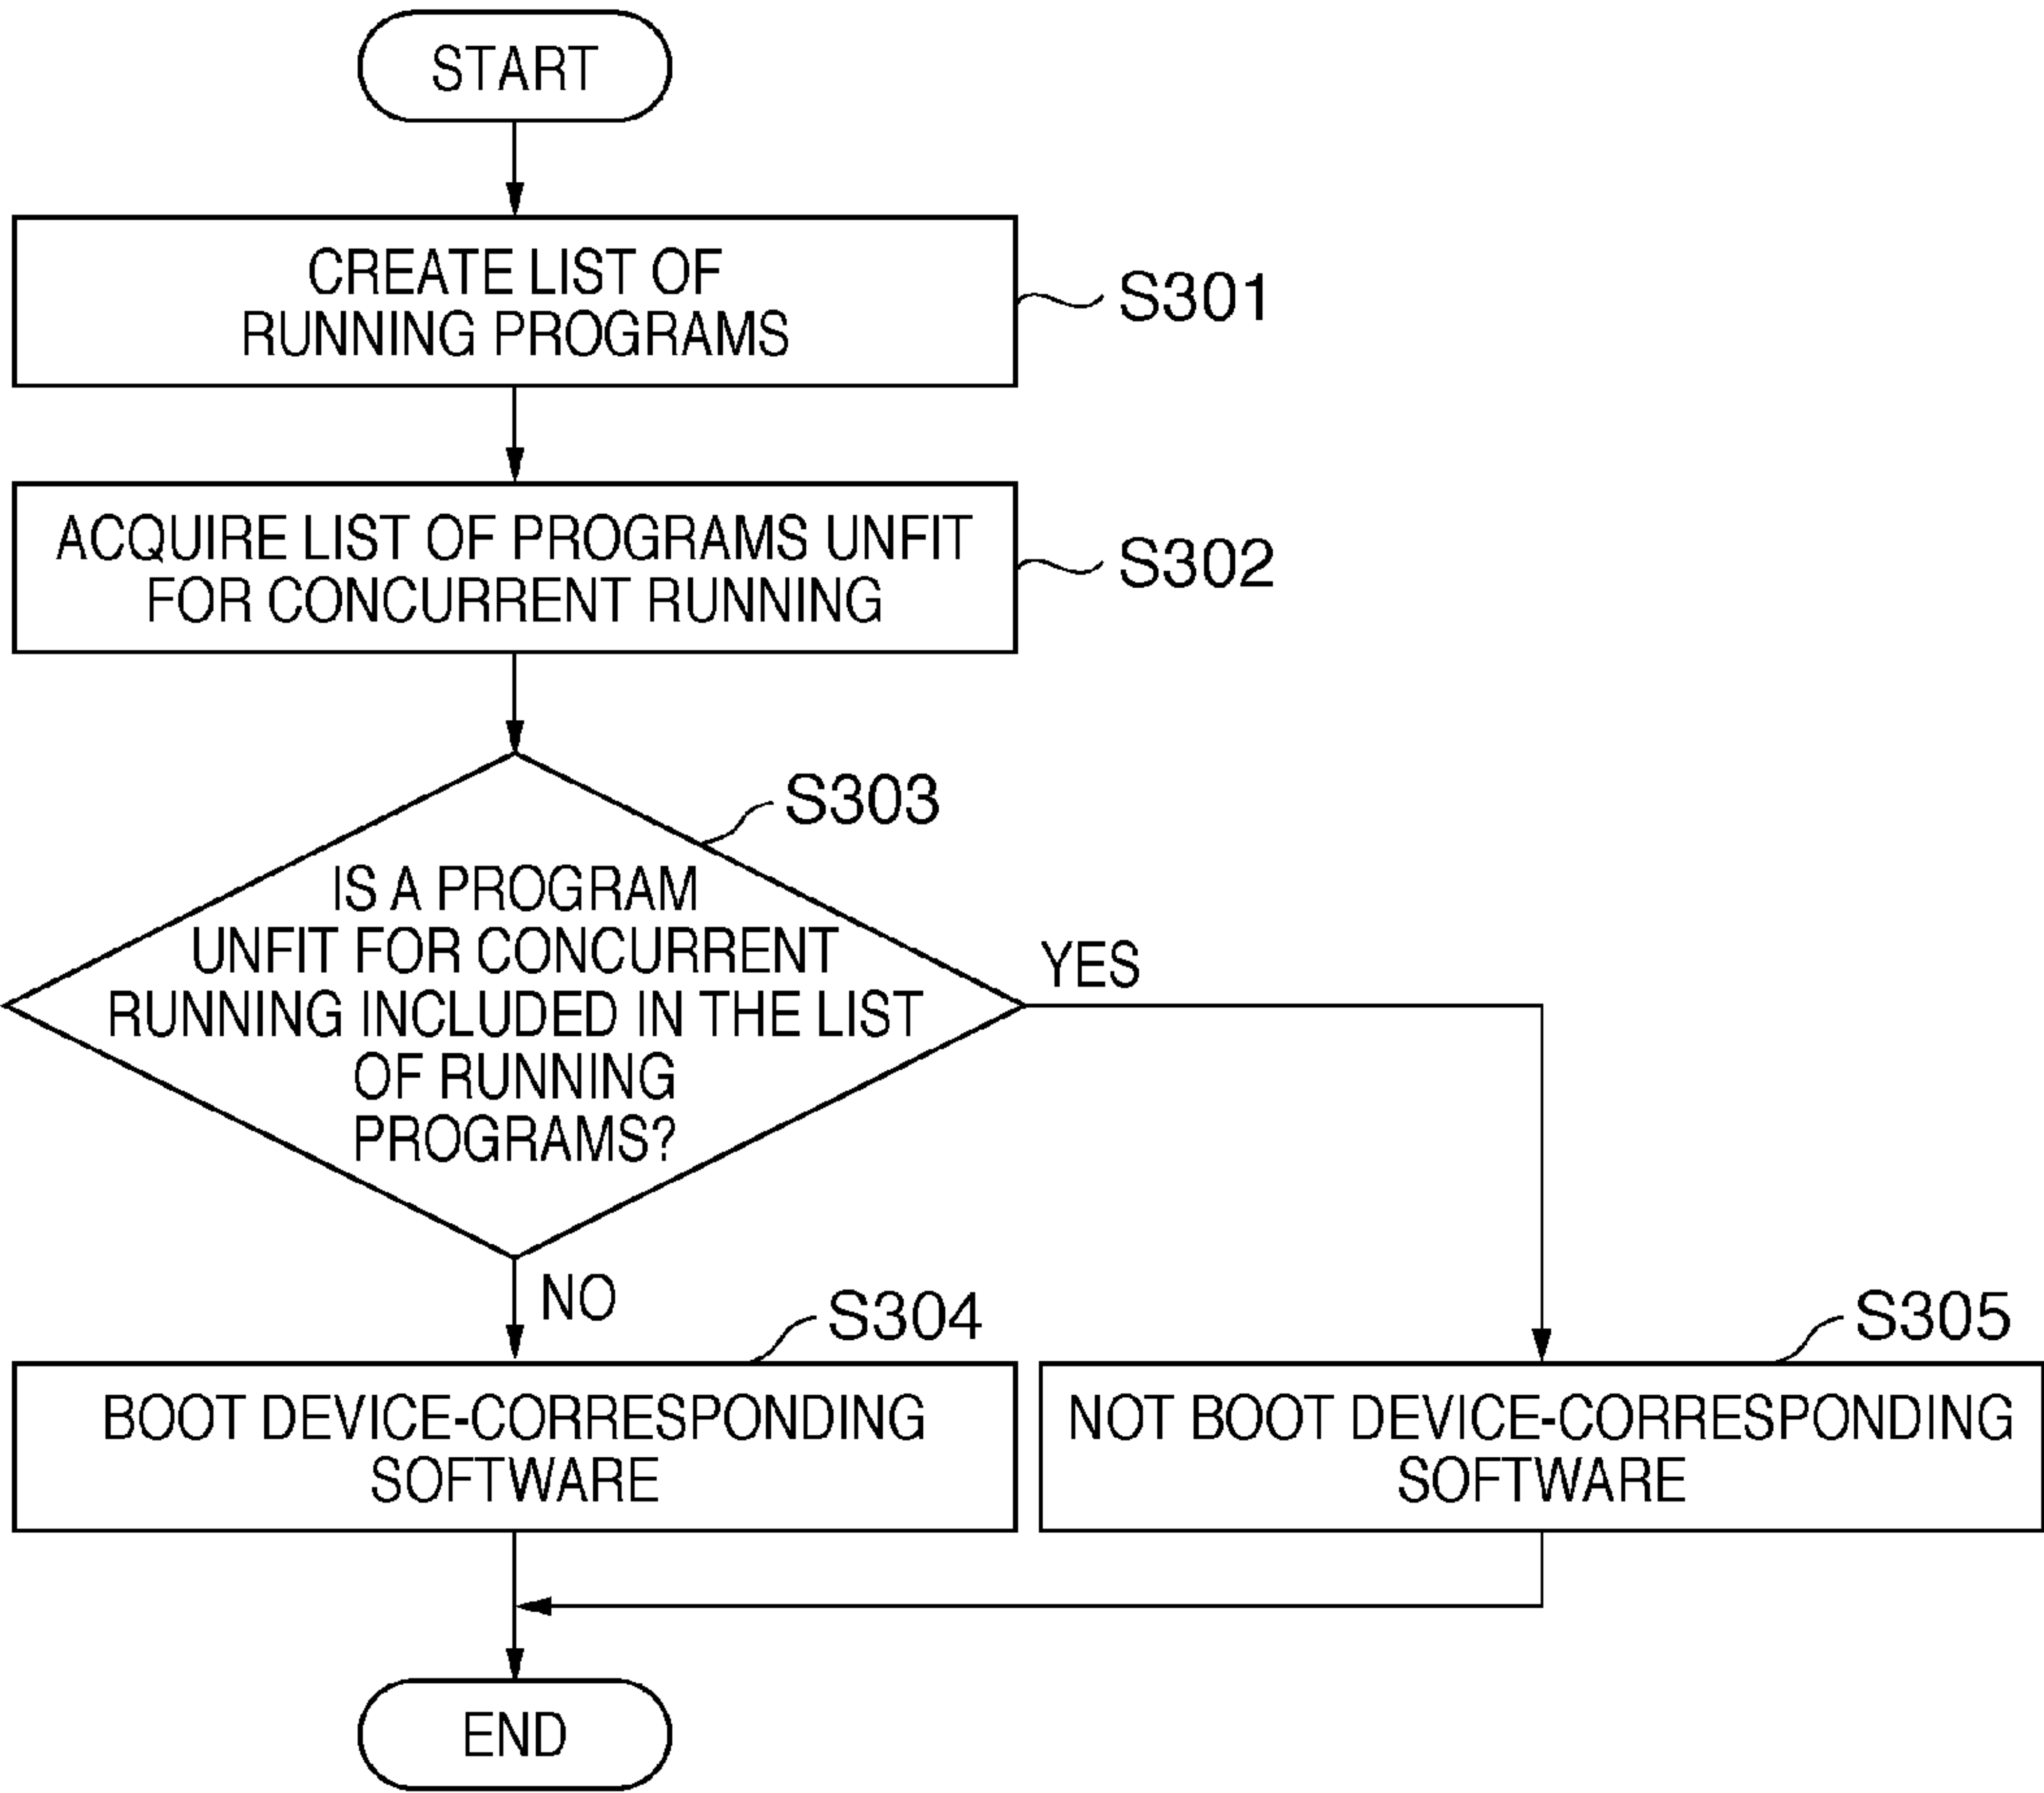 START
CREATE LIST OF
RUNNING PROGRAMS
S301
ACQUIRE LIST OF PROGRAMS UNFIT
FOR CONCURRENT RUNNING
S302
S303
IS A PROGRAM
UNFIT FOR CONCURRENT
RUNNING INCLUDED IN THE LIST
OF RUNNING
PROGRAMS?
YES
NO
S304
BOOT DEVICE-CORRESPONDING
SOFTWARE
S305
NOT BOOT DEVICE-CORRESPONDING
SOFTWARE
END